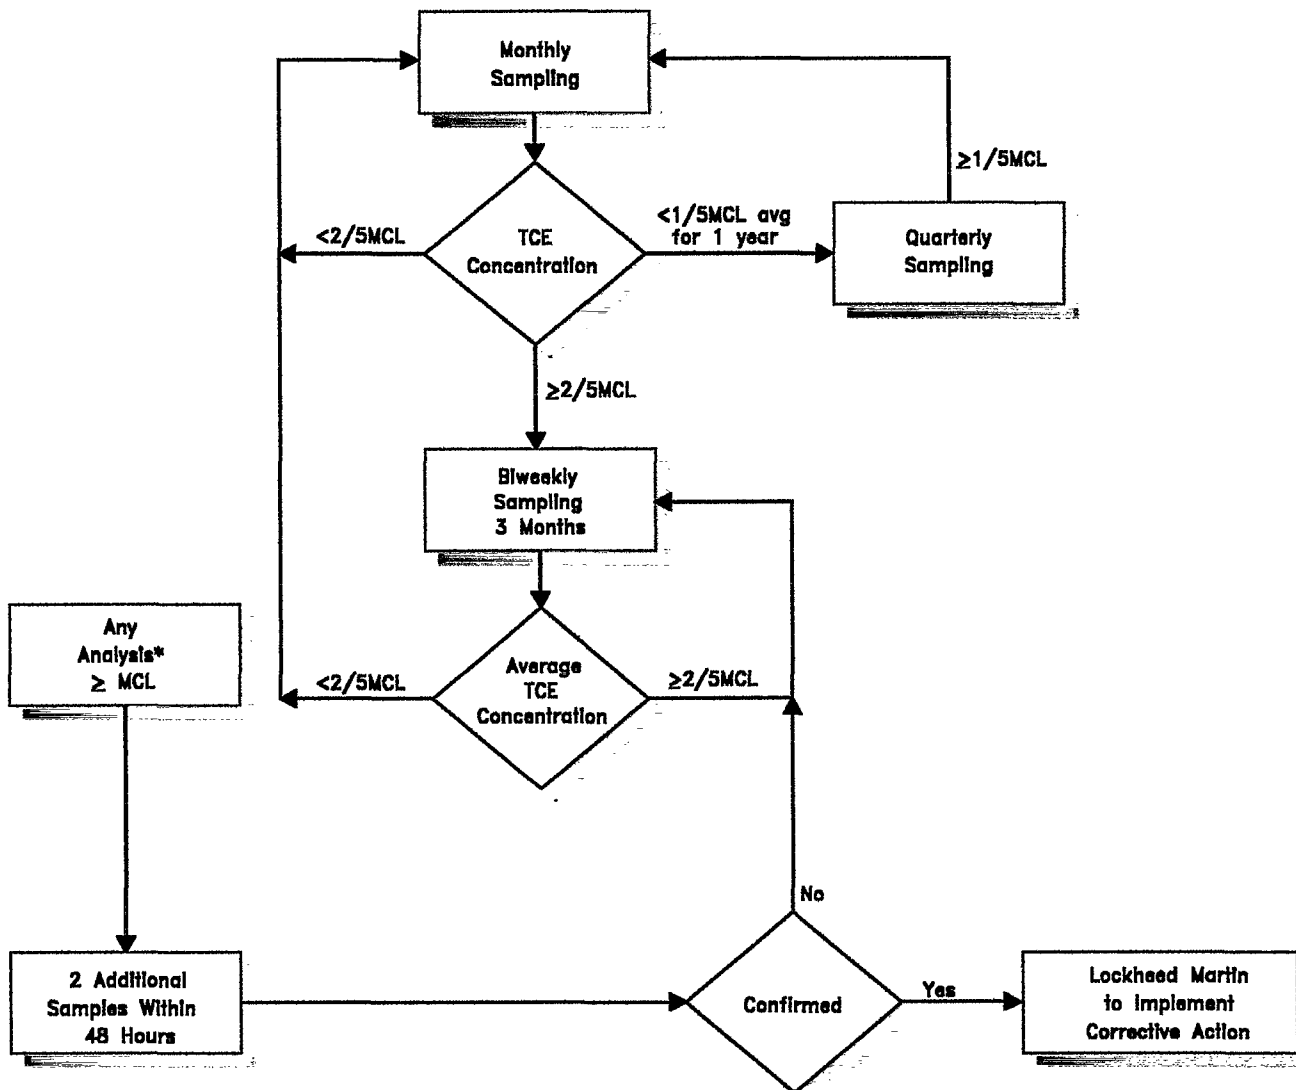 Monthly
Sampling
≥1/5MCL
<2/5MCL
TCE
Concentration
<1/5MCL avg
for 1 year
Quarterly
Sampling
≥2/5MCL
Biweekly
Sampling
3 Months
Any
Analysis*
≥ MCL
<2/5MCL
Average
TCE
Concentration
≥2/5MCL
No
2 Additional
Samples Within
48 Hours
Confirmed
Yes
Lockheed Martin
to Implement
Corrective Action